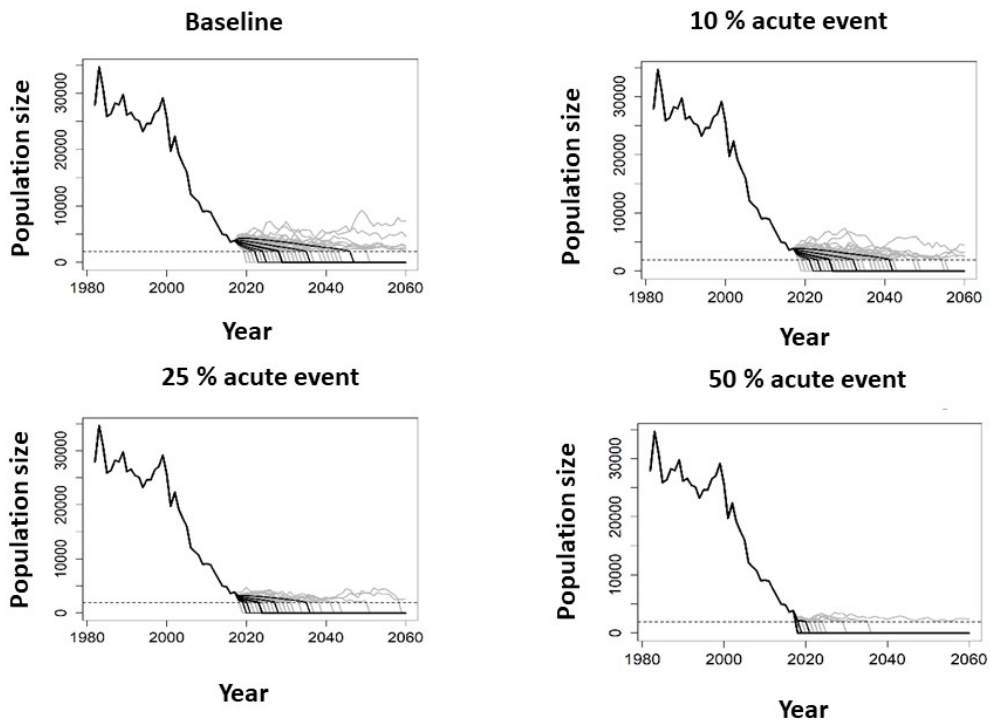 Baseline
Population size
30000
20000
10000
0
1980 2000 2020 2040 2060
Year
10 % acute event
Population size
30000
20000
10000
0
1980 2000 2020 2040 2060
Year
25 % acute event
Population size
30000
20000
10000
0
1980 2000 2020 2040 2060
Year
50 % acute event
Population size
30000
20000
10000
0
1980 2000 2020 2040 2060
Year